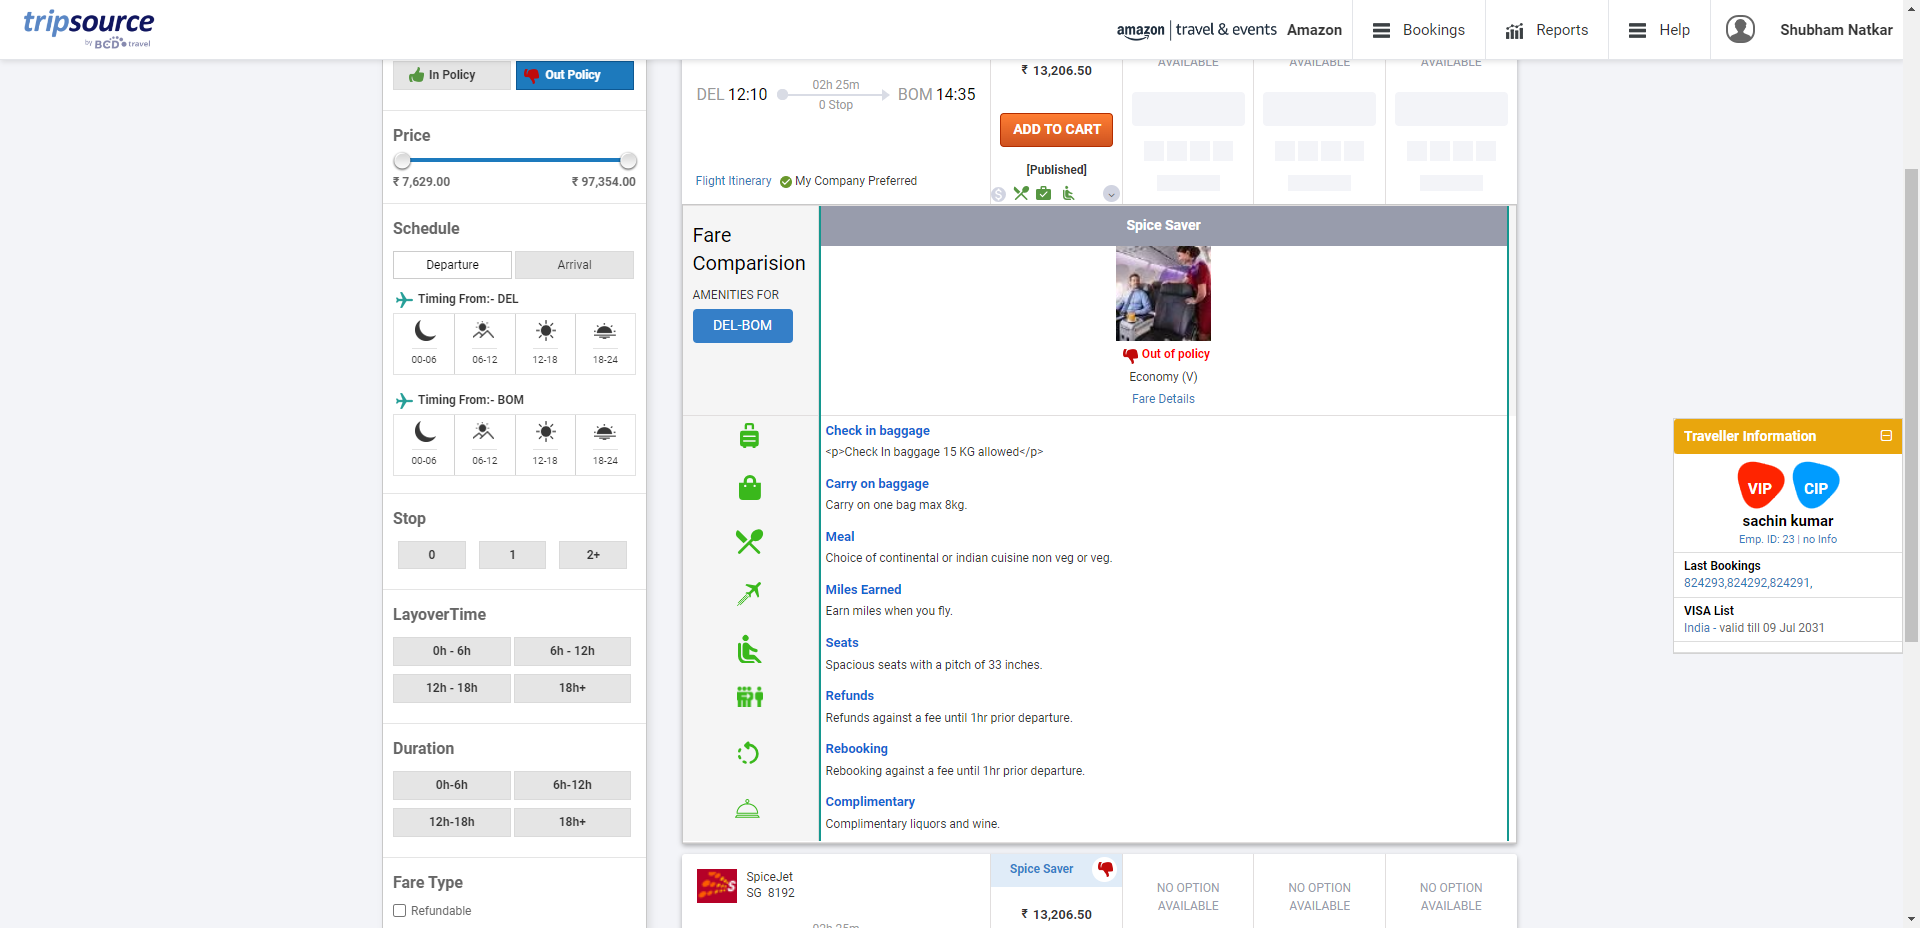 tripsource
by BCD travel
amazon | travel & events Amazon
Bookings
Reports
Help
Shubham Natkar
In Policy
Out Policy
Price
₹ 7,629.00
₹ 97,354.00
Schedule
Departure
Arrival
Timing From:- DEL
00-06
06-12
12-18
18-24
Timing From:- BOM
00-06
06-12
12-18
18-24
Stop
0
1
2+
LayoverTime
0h - 6h
6h - 12h
12h - 18h
18h+
Duration
0h-6h
6h-12h
12h-18h
18h+
Fare Type
Refundable
DEL 12:10
02h 25m
0 Stop
BOM 14:35
Flight Itinerary
My Company Preferred
₹ 13,206.50
ADD TO CART
[Published]
AVAILABLE
AVAILABLE
AVAILABLE
Fare
Comparision
AMENITIES FOR
DEL-BOM
Spice Saver
Out of policy
Economy (V)
Fare Details
Check in baggage
<p>Check In baggage 15 KG allowed</p>
Carry on baggage
Carry on one bag max 8kg.
Meal
Choice of continental or indian cuisine non veg or veg.
Miles Earned
Earn miles when you fly.
Seats
Spacious seats with a pitch of 33 inches.
Refunds
Refunds against a fee until 1hr prior departure.
Rebooking
Rebooking against a fee until 1hr prior departure.
Complimentary
Complimentary liquors and wine.
SpiceJet
SG 8192
02h 25m
Spice Saver
₹ 13,206.50
NO OPTION
AVAILABLE
NO OPTION
AVAILABLE
NO OPTION
AVAILABLE
Traveller Information
VIP
CIP
sachin kumar
Emp. ID: 23 | no Info
Last Bookings
824293,824292,824291,
VISA List
India - valid till 09 Jul 2031